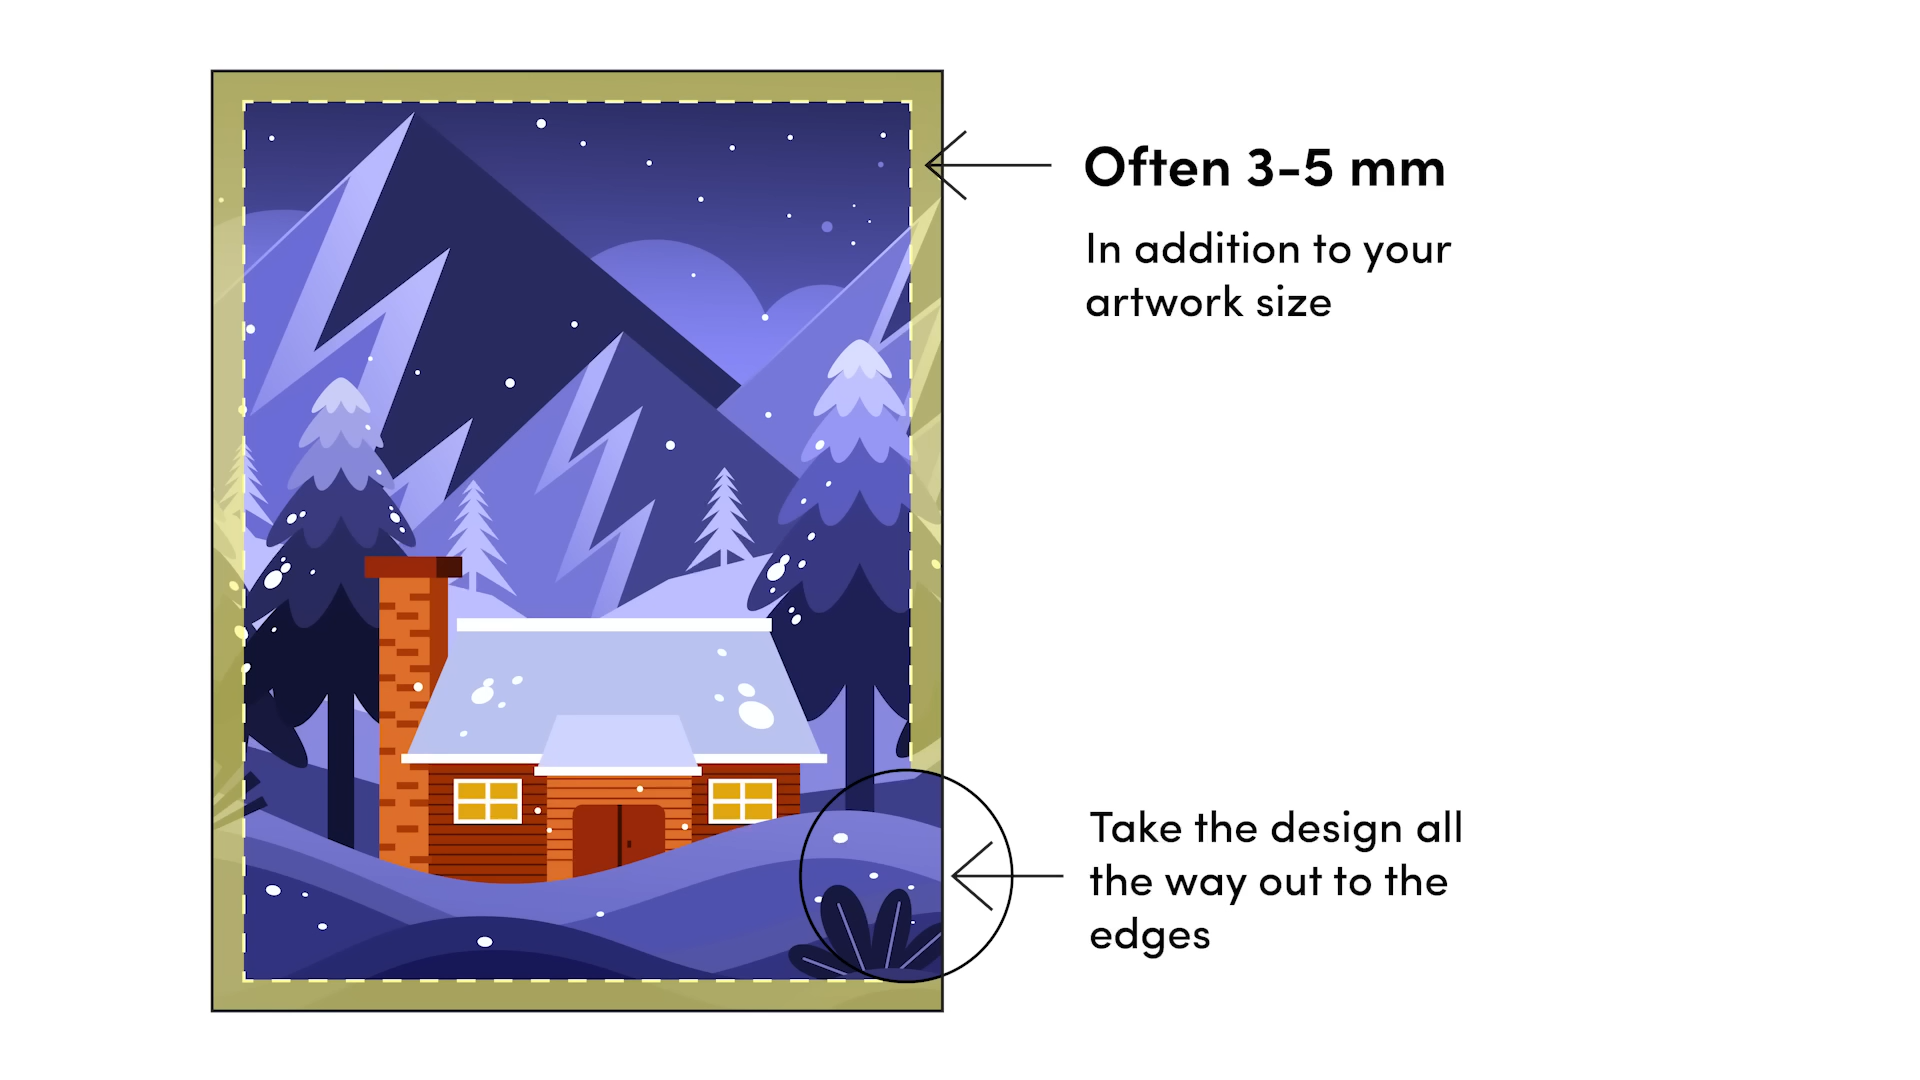 Often 3-5 mm
In addition to your
artwork size
Take the design all
the way out to the
edges